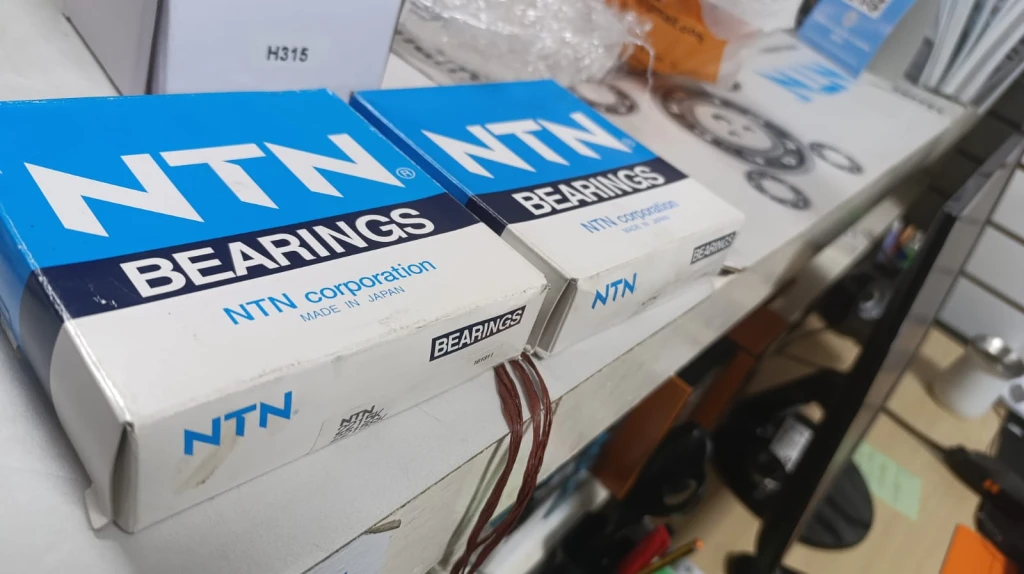 H315
NTN®
BEARINGS
NTN corporation
MADE IN JAPAN
BEARINGS
NTN
NTN
BEARINGS
NTN corporation
MADE IN JAPAN
BEARINGS
NTN